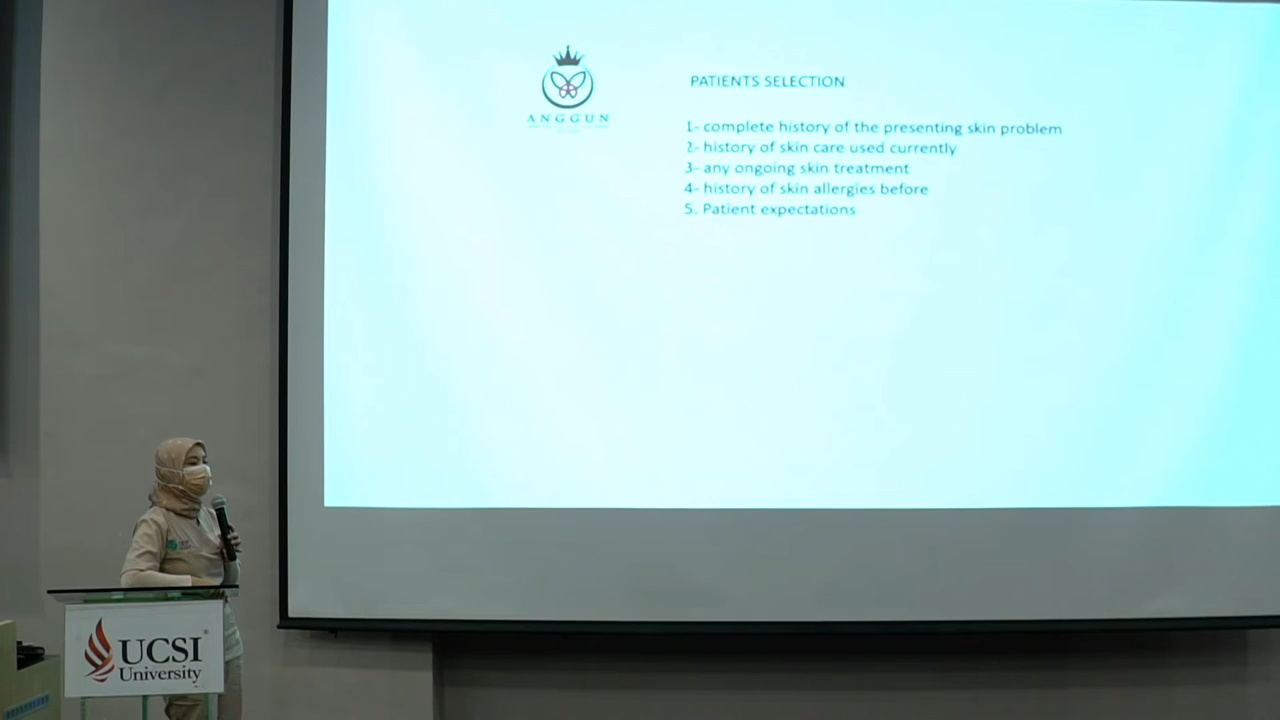 ANGGUN
PATIENTS SELECTION
1- complete history of the presenting skin problem
2- history of skin care used currently
3- any ongoing skin treatment
4- history of skin allergies before
5. Patient expectations
UCSI
University